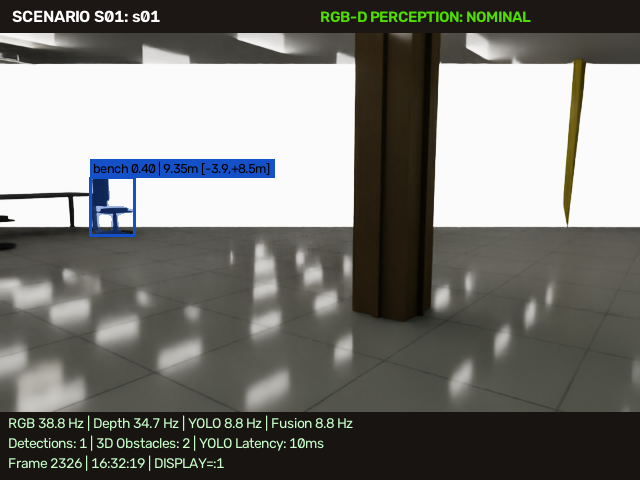 SCENARIO S01: s01
RGB-D PERCEPTION: NOMINAL
bench 0.40 | 9.35m [-3.9,+8.5m]
RGB 38.8 Hz | Depth 34.7 Hz | YOLO 8.8 Hz | Fusion 8.8 Hz
Detections: 1 | 3D Obstacles: 2 | YOLO Latency: 10ms
Frame 2326 | 16:32:19 | DISPLAY=:1